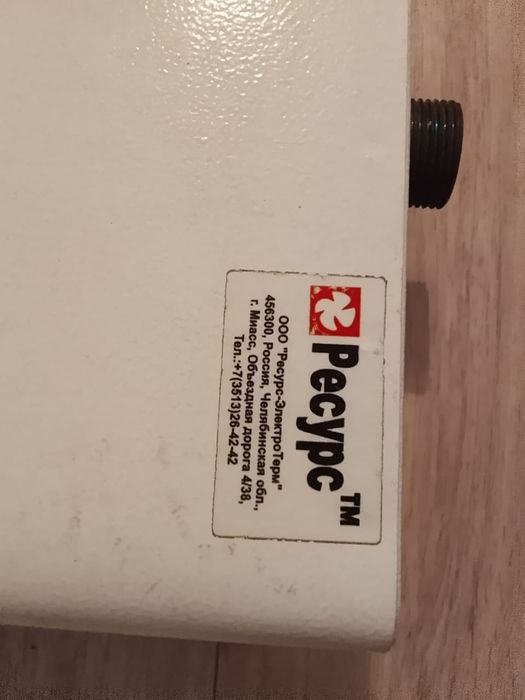 Ресурс™
ООО "Ресурс-ЭлектроТерм"
456300, Россия, Челябинская обл.,
г. Миасс, Объездная дорога 4/38,
Тел.:+7(3513)26-42-42